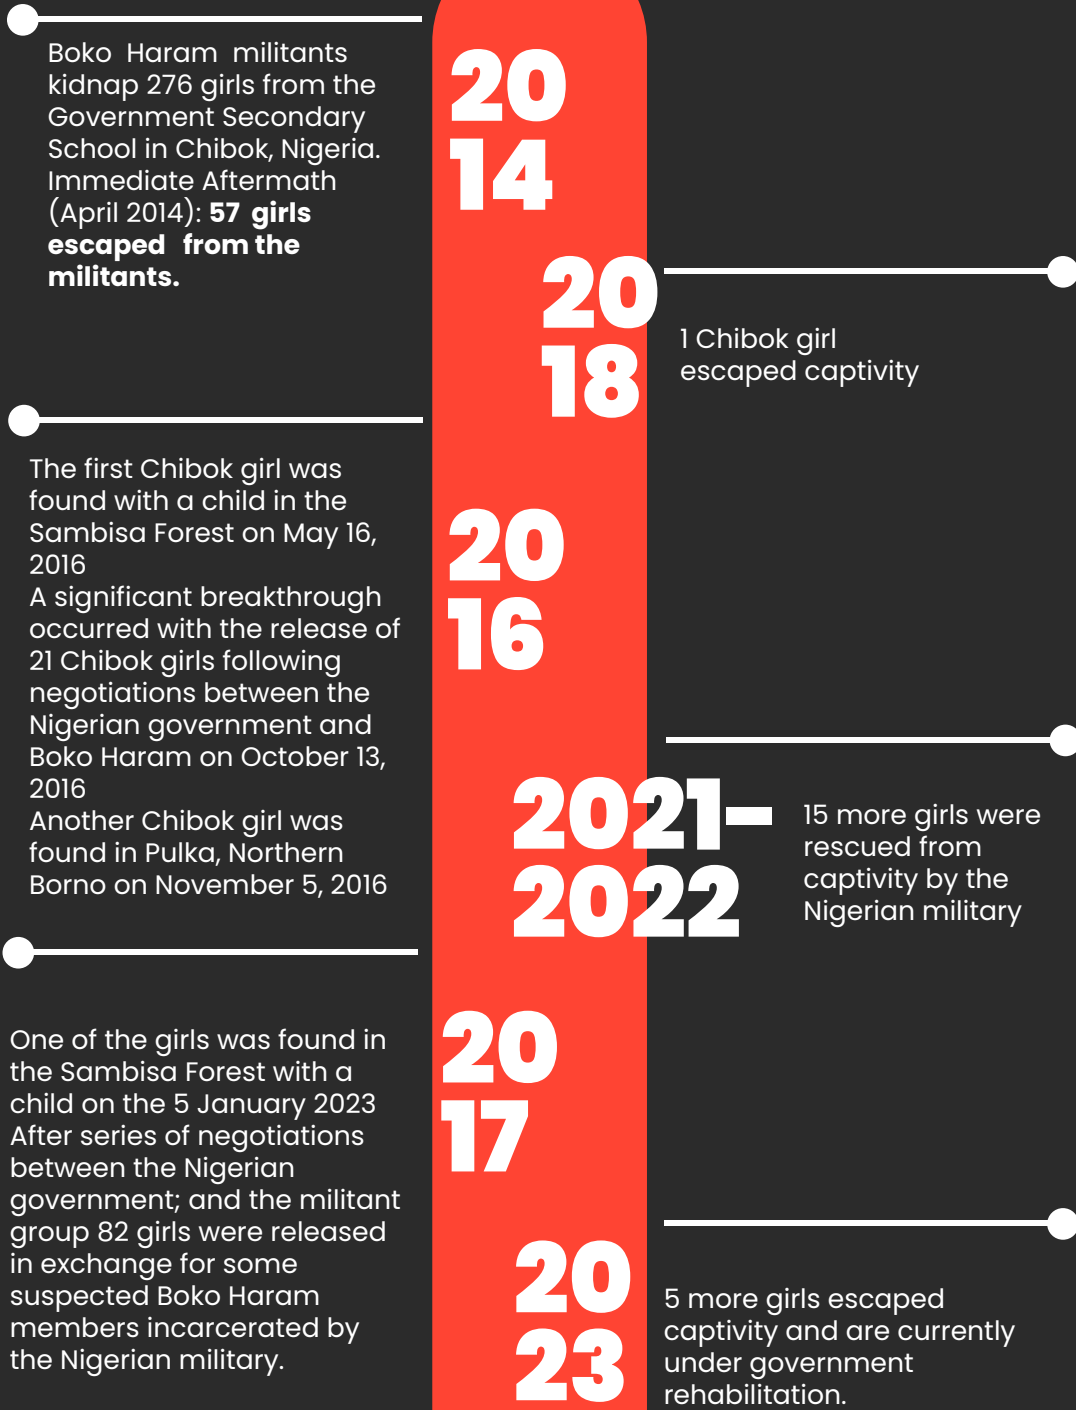 Boko Haram militants
kidnap 276 girls from the
Government Secondary
School in Chibok, Nigeria.
Immediate Aftermath
(April 2014): 57 girls
escaped from the
militants.
20
14
20
18
1 Chibok girl
escaped captivity
The first Chibok girl was
found with a child in the
Sambisa Forest on May 16,
2016
A significant breakthrough
occurred with the release of
21 Chibok girls following
negotiations between the
Nigerian government and
Boko Haram on October 13,
2016
Another Chibok girl was
found in Pulka, Northern
Borno on November 5, 2016
20
16
2021-
2022
15 more girls were
rescued from
captivity by the
Nigerian military
One of the girls was found in
the Sambisa Forest with a
child on the 5 January 2023
After series of negotiations
between the Nigerian
government; and the militant
group 82 girls were released
in exchange for some
suspected Boko Haram
members incarcerated by
the Nigerian military.
20
17
20
23
5 more girls escaped
captivity and are currently
under government
rehabilitation.